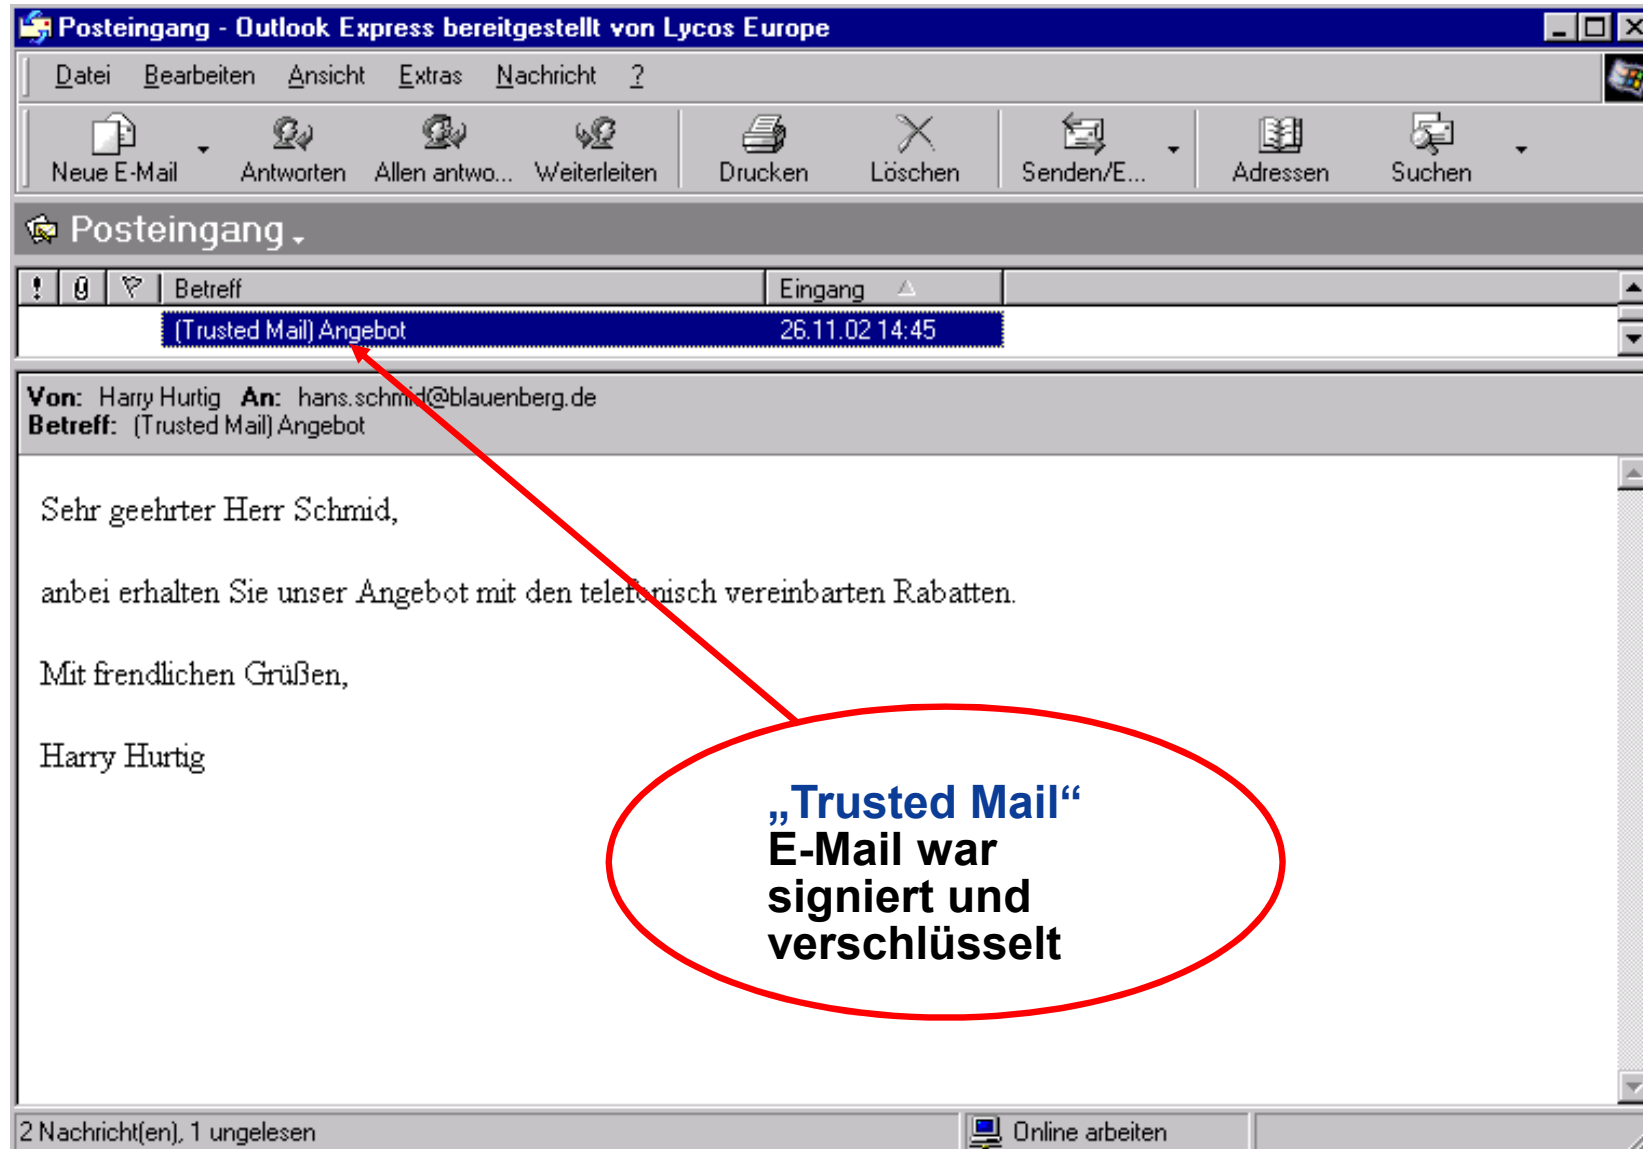 Posteingang - Outlook Express bereitgestellt von Lycos Europe
Datei Bearbeiten Ansicht Extras Nachricht ?
Neue E-Mail Antworten Allen antwo... Weiterleiten Drucken Löschen Senden/E... Adressen Suchen
Posteingang
! Betreff Eingang
(Trusted Mail) Angebot 26.11.02 14:45
Von: Harry Hurtig An: hans.schmid@blauenberg.de
Betreff: (Trusted Mail) Angebot
Sehr geehrter Herr Schmid,
anbei erhalten Sie unser Angebot mit den telefonisch vereinbarten Rabatten.
Mit frendlichen Grüßen,
Harry Hurtig
„Trusted Mail“
E-Mail war
signiert und
verschlüsselt
2 Nachricht(en), 1 ungelesen Online arbeiten